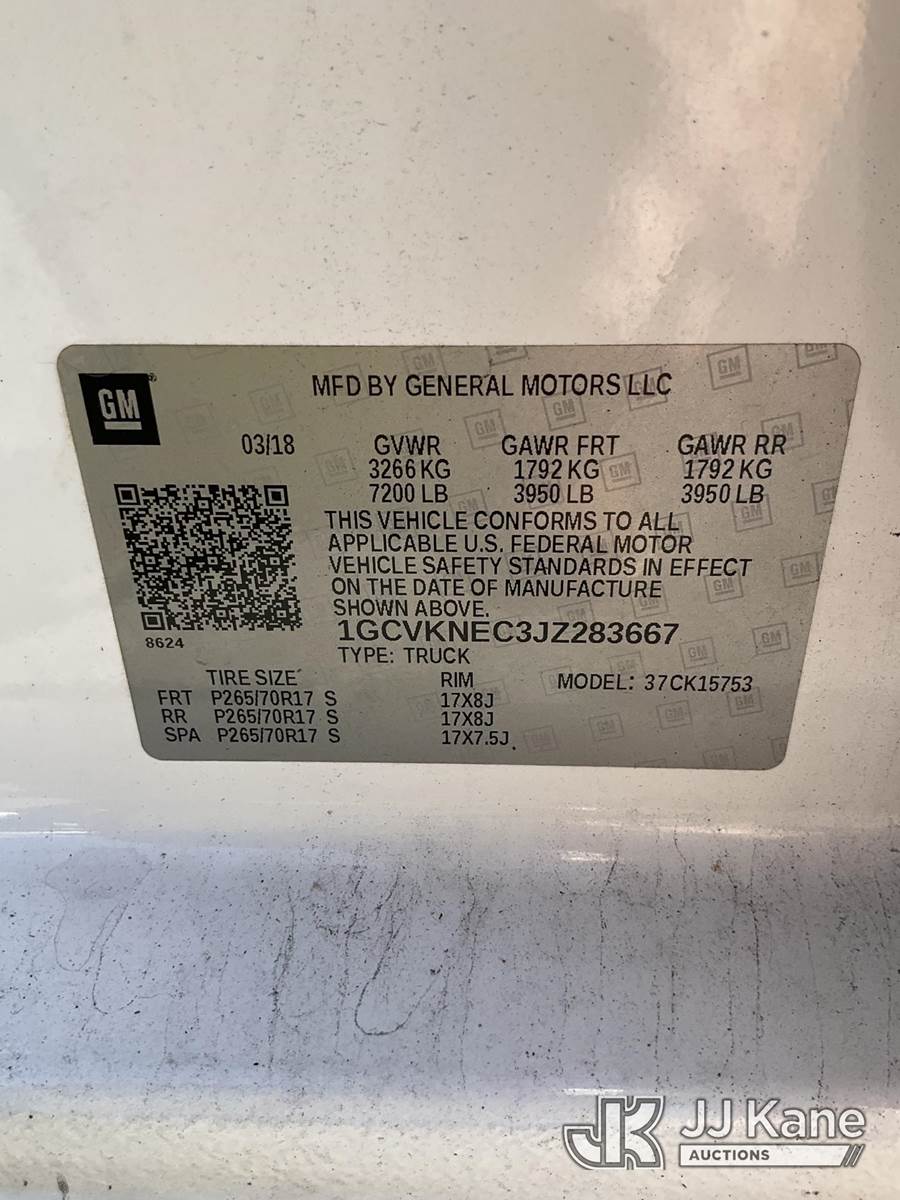 GM
MFD BY GENERAL MOTORS LLC
03/18 GVWR GAWR FRT GAWR RR
3266 KG 1792 KG 1792 KG
7200 LB 3950 LB 3950 LB
THIS VEHICLE CONFORMS TO ALL
APPLICABLE U.S. FEDERAL MOTOR
VEHICLE SAFETY STANDARDS IN EFFECT
ON THE DATE OF MANUFACTURE
SHOWN ABOVE.
8624
1GCVKNEC3JZ283667
TYPE: TRUCK
TIRE SIZE RIM MODEL: 37CK15753
FRT P265/70R17 S 17X8J
RR P265/70R17 S 17X8J
SPA P265/70R17 S 17X7.5J
JK JJ Kane
AUCTIONS